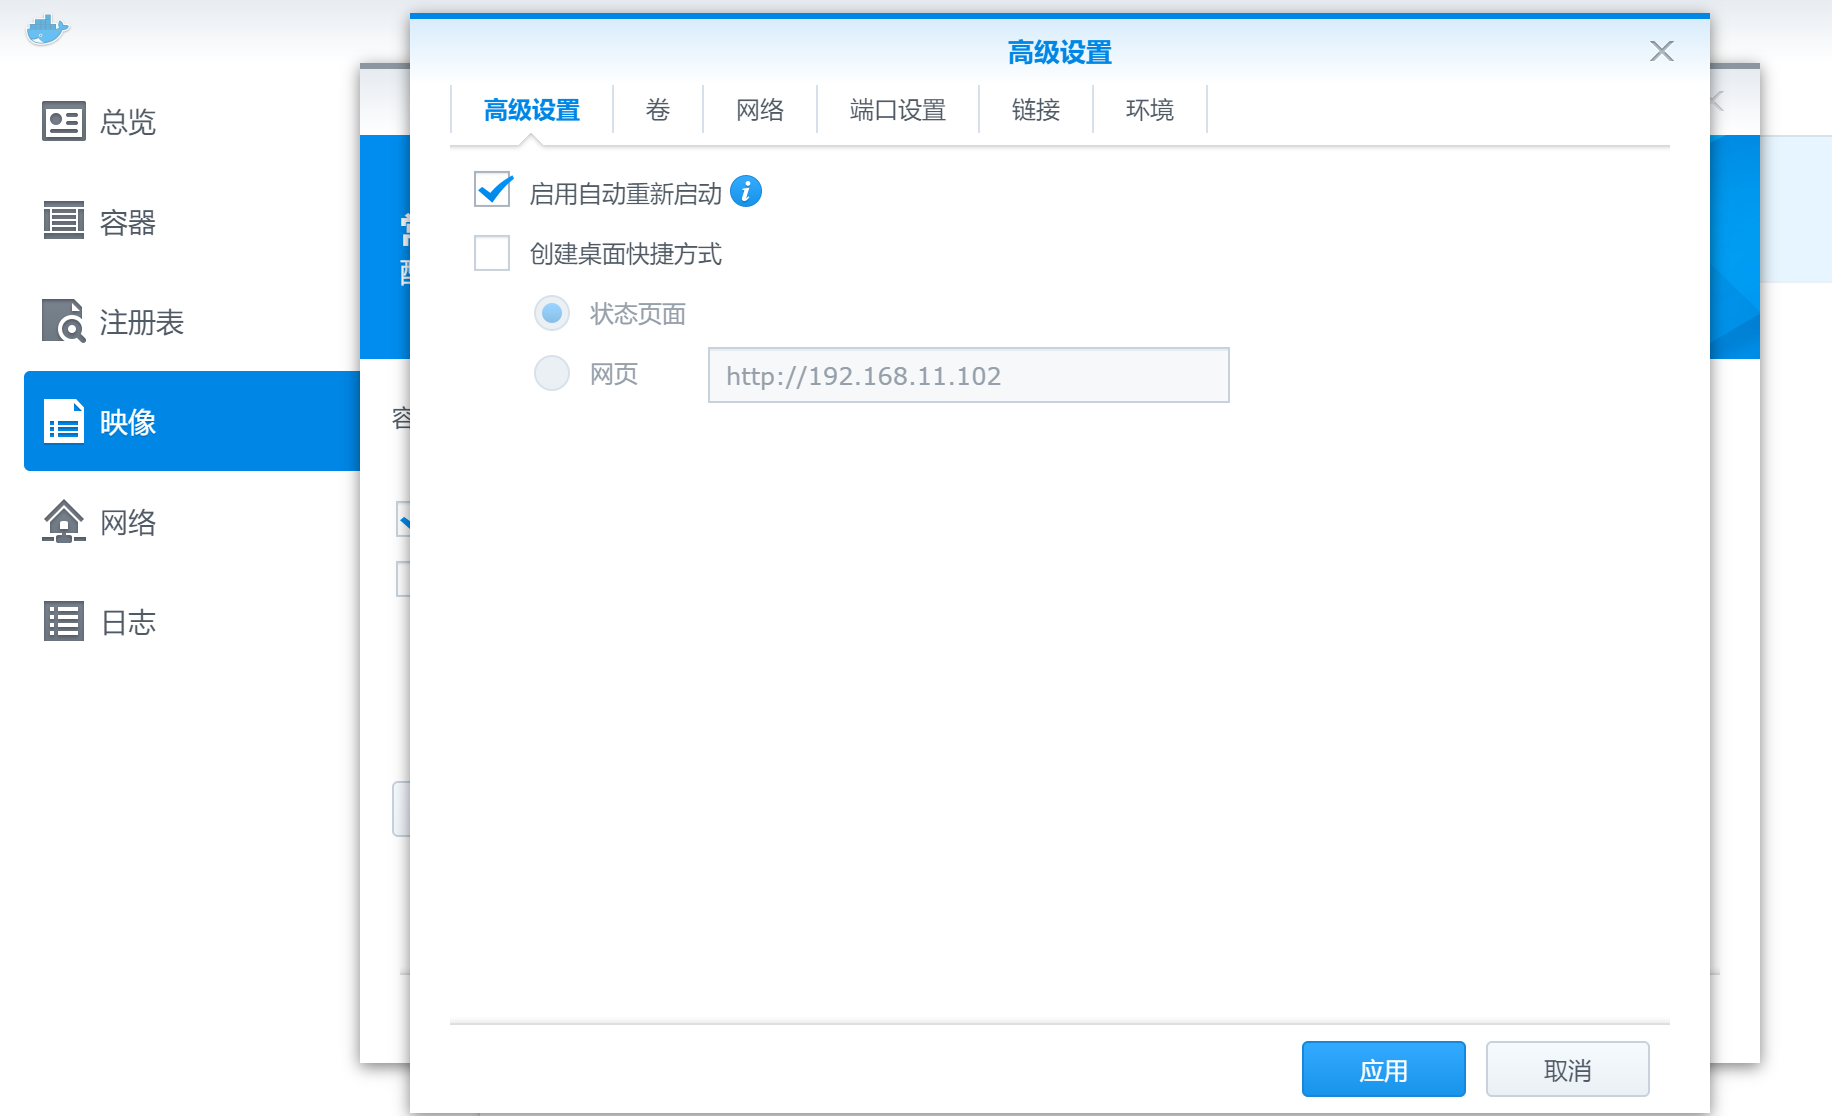 高级设置
高级设置 卷 网络 端口设置 链接 环境
启用自动重新启动
创建桌面快捷方式
状态页面
网页 http://192.168.11.102
应用 取消
总览
容器
注册表
映像
网络
日志
容